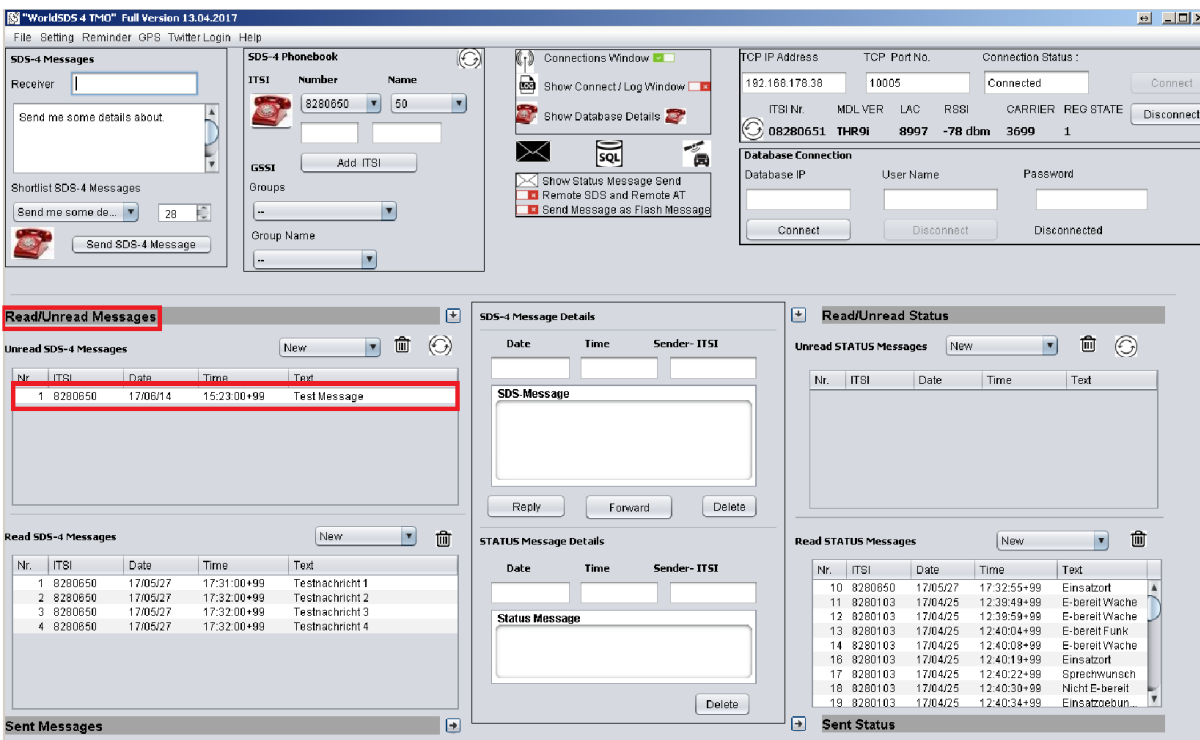 "WorldSDS 4 TMO" Full Version 13.04.2017
File Setting Reminder GPS Twitter Login Help
SDS-4 Messages
Receiver
Send me some details about.
Shortlist SDS-4 Messages
Send me some de... 28
Send SDS-4 Message
SDS-4 Phonebook
ITSI Number Name
8280650 50
Add ITSI
GSSI
Groups
--
Group Name
--
Connections Window
Show Connect / Log Window
Show Database Details
SQL
Show Status Message Send
Remote SDS and Remote AT
Send Message as Flash Message
TCP IP Address TCP Port No. Connection Status :
192.168.178.38 10005 Connected Connect
ITSI Nr. MDL VER LAC RSSI CARRIER REG STATE Disconnect
08280651 THR9i 8997 -78 dbm 3699 1
Database Connection
Database IP User Name Password
Connect Disconnect Disconnected
Read/Unread Messages
Unread SDS-4 Messages New
Nr. ITSI Date Time Text
1 8280650 17/06/14 15:23:00+99 Test Message
Read SDS-4 Messages New
Nr. ITSI Date Time Text
1 8280650 17/05/27 17:31:00+99 Testnachricht 1
2 8280650 17/05/27 17:32:00+99 Testnachricht 2
3 8280650 17/05/27 17:32:00+99 Testnachricht 3
4 8280650 17/05/27 17:32:00+99 Testnachricht 4
Sent Messages
SDS-4 Message Details
Date Time Sender- ITSI
SDS-Message
Reply Forward Delete
STATUS Message Details
Date Time Sender- ITSI
Status Message
Delete
Read/Unread Status
Unread STATUS Messages New
Nr. ITSI Date Time Text
Read STATUS Messages New
Nr. ITSI Date Time Text
10 8280650 17/05/27 17:32:55+99 Einsatzort
11 8280103 17/04/25 12:39:49+99 E-bereit Wache
12 8280103 17/04/25 12:39:59+99 E-bereit Wache
13 8280103 17/04/25 12:40:04+99 E-bereit Funk
14 8280103 17/04/25 12:40:08+99 E-bereit Wache
16 8280103 17/04/25 12:40:19+99 Einsatzort
17 8280103 17/04/25 12:40:22+99 Sprechwunsch
18 8280103 17/04/25 12:40:30+99 Nicht E-bereit
19 8280103 17/04/25 12:40:34+99 Einsatzgebun...
Sent Status